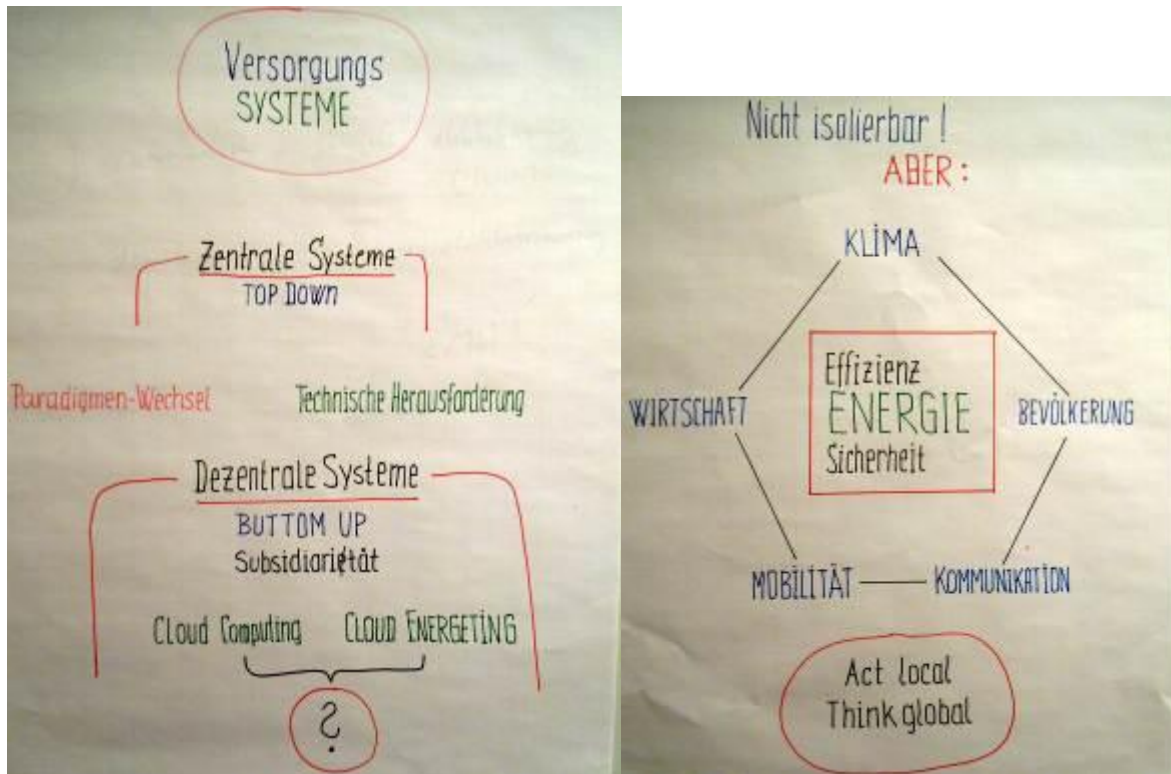 Versorgungs
SYSTEME
Zentrale Systeme
TOP DOWN
Paradigmen-Wechsel
Technische Herausforderung
Dezentrale Systeme
BUTTOM UP
Subsidiarität
Cloud Computing
CLOUD ENERGETING
?
Nicht isolierbar!
ABER:
KLIMA
WIRTSCHAFT
Effizienz
ENERGIE
Sicherheit
BEVÖLKERUNG
MOBILITÄT
KOMMUNIKATION
Act local
Think global